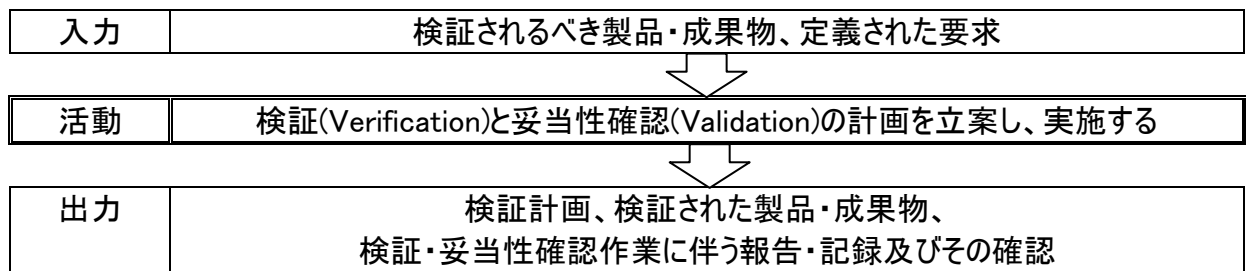 入力 検証されるべき製品・成果物、定義された要求
活動 検証(Verification)と妥当性確認(Validation)の計画を立案し、実施する
出力 検証計画、検証された製品・成果物、
検証・妥当性確認作業に伴う報告・記録及びその確認